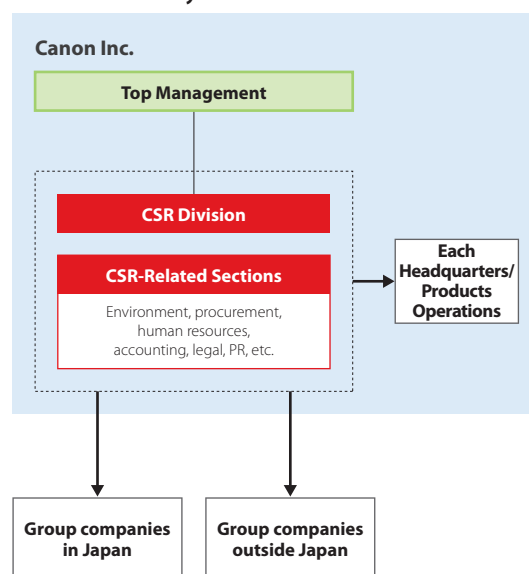 Canon Inc.
Top Management
CSR Division
CSR-Related Sections
Environment, procurement,
human resources,
accounting, legal, PR, etc.
Each
Headquarters/
Products
Operations
Group companies
in Japan
Group companies
outside Japan